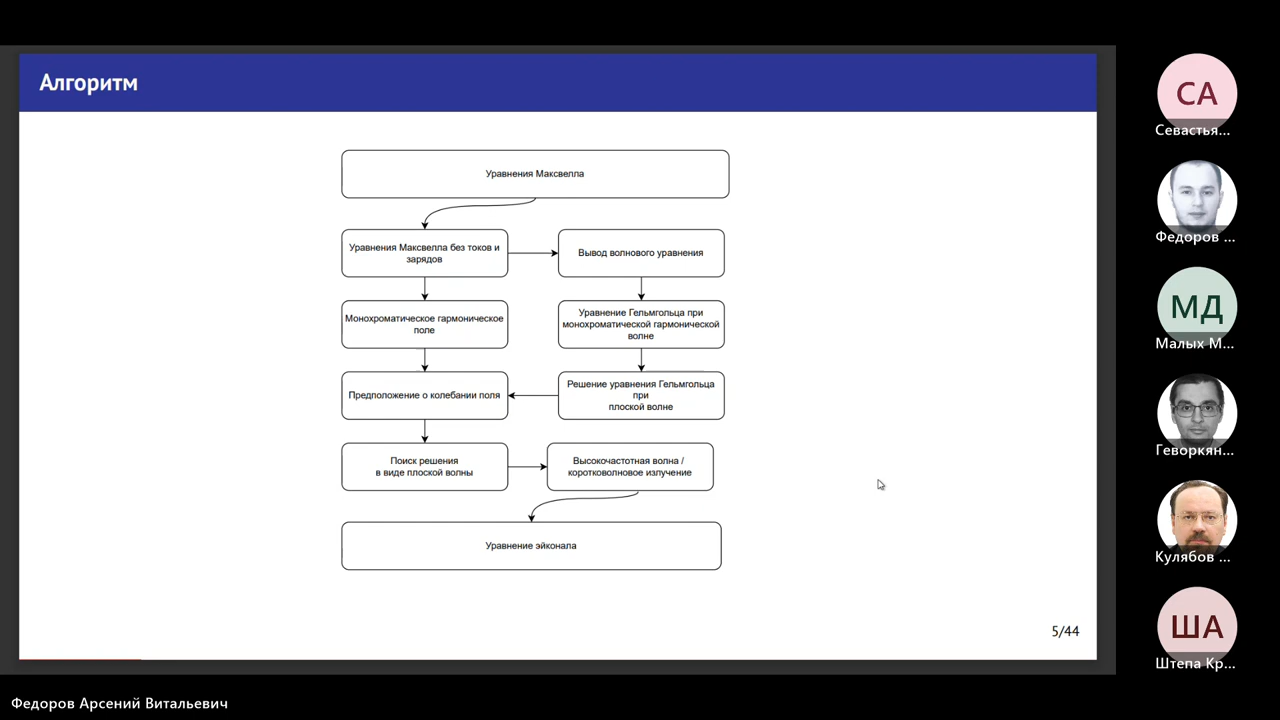 Алгоритм
Уравнения Максвелла
Уравнения Максвелла без токов и
зарядов
Вывод волнового уравнения
Монохроматическое гармоническое
поле
Уравнение Гельмгольца при
монохроматической гармонической
волне
Предположение о колебании поля
Решение уравнения Гельмгольца
при
плоской волне
Поиск решения
в виде плоской волны
Высокочастотная волна /
коротковолновое излучение
Уравнение эйконала
5/44
СА
Севастья...
Федоров ...
МД
Малых М...
Геворкян...
Кулябов ...
ША
Штепа Кр...
Федоров Арсений Витальевич